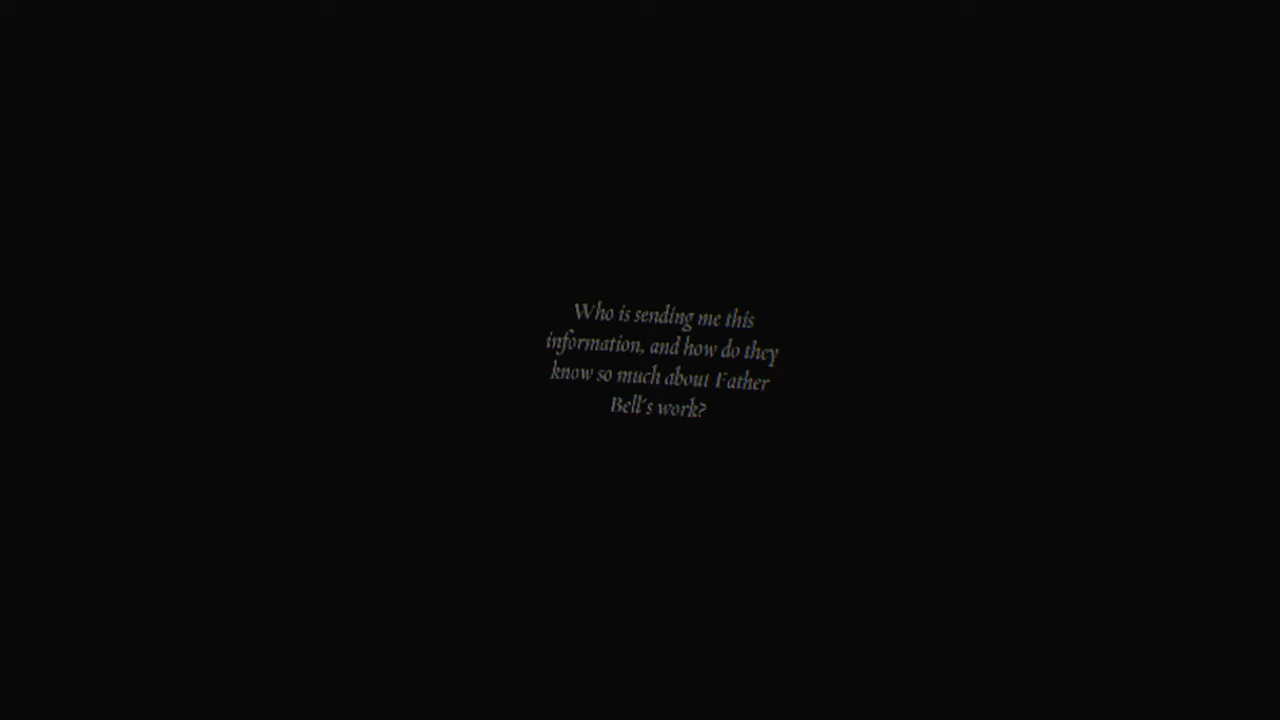 Who is sending me this
information, and how do they
know so much about Father
Bell's work?